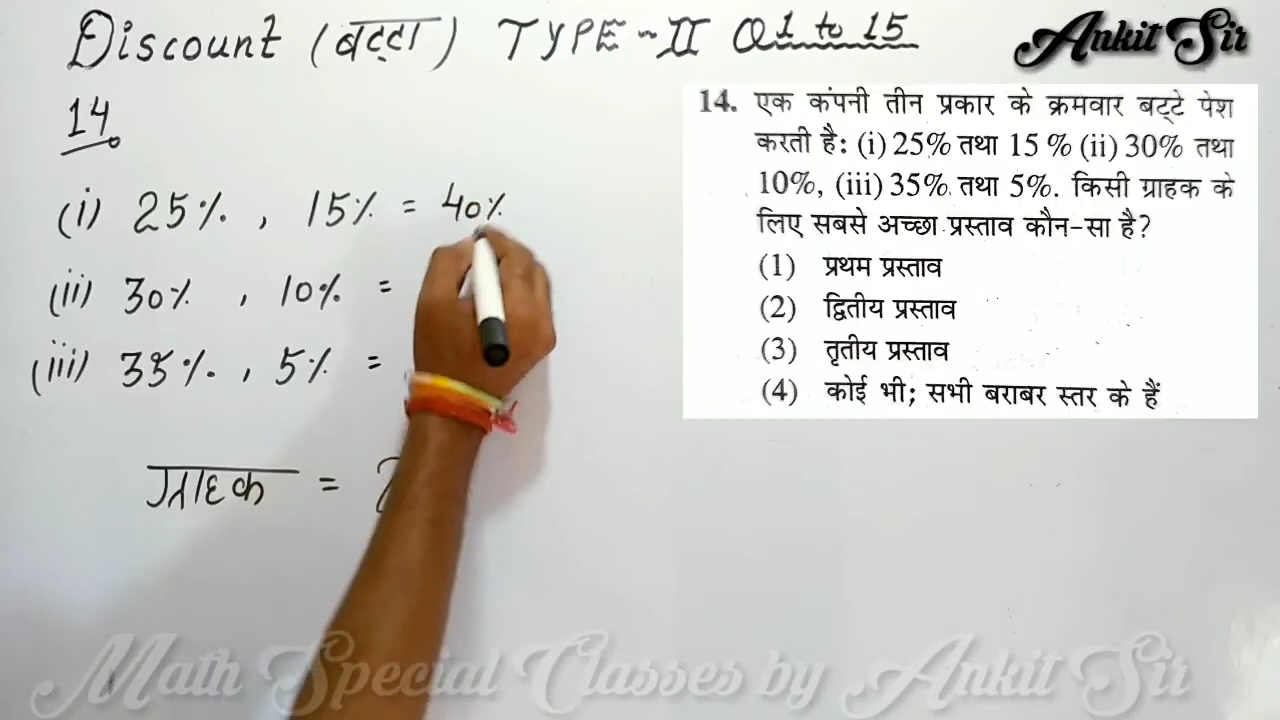 Discount (बट्टा) TYPE-II Q 1 to 15
Ankit Sir
14.
(i) 25%, 15% = 40%
(ii) 30%, 10% =
(iii) 35%, 5% =
ग्राहक =
14. एक कंपनी तीन प्रकार के क्रमवार बट्टे पेश
करती है: (i) 25% तथा 15 % (ii) 30% तथा
10%, (iii) 35% तथा 5%. किसी ग्राहक के
लिए सबसे अच्छा प्रस्ताव कौन-सा है?
(1) प्रथम प्रस्ताव
(2) द्वितीय प्रस्ताव
(3) तृतीय प्रस्ताव
(4) कोई भी; सभी बराबर स्तर के हैं
Math Special Classes by Ankit Sir